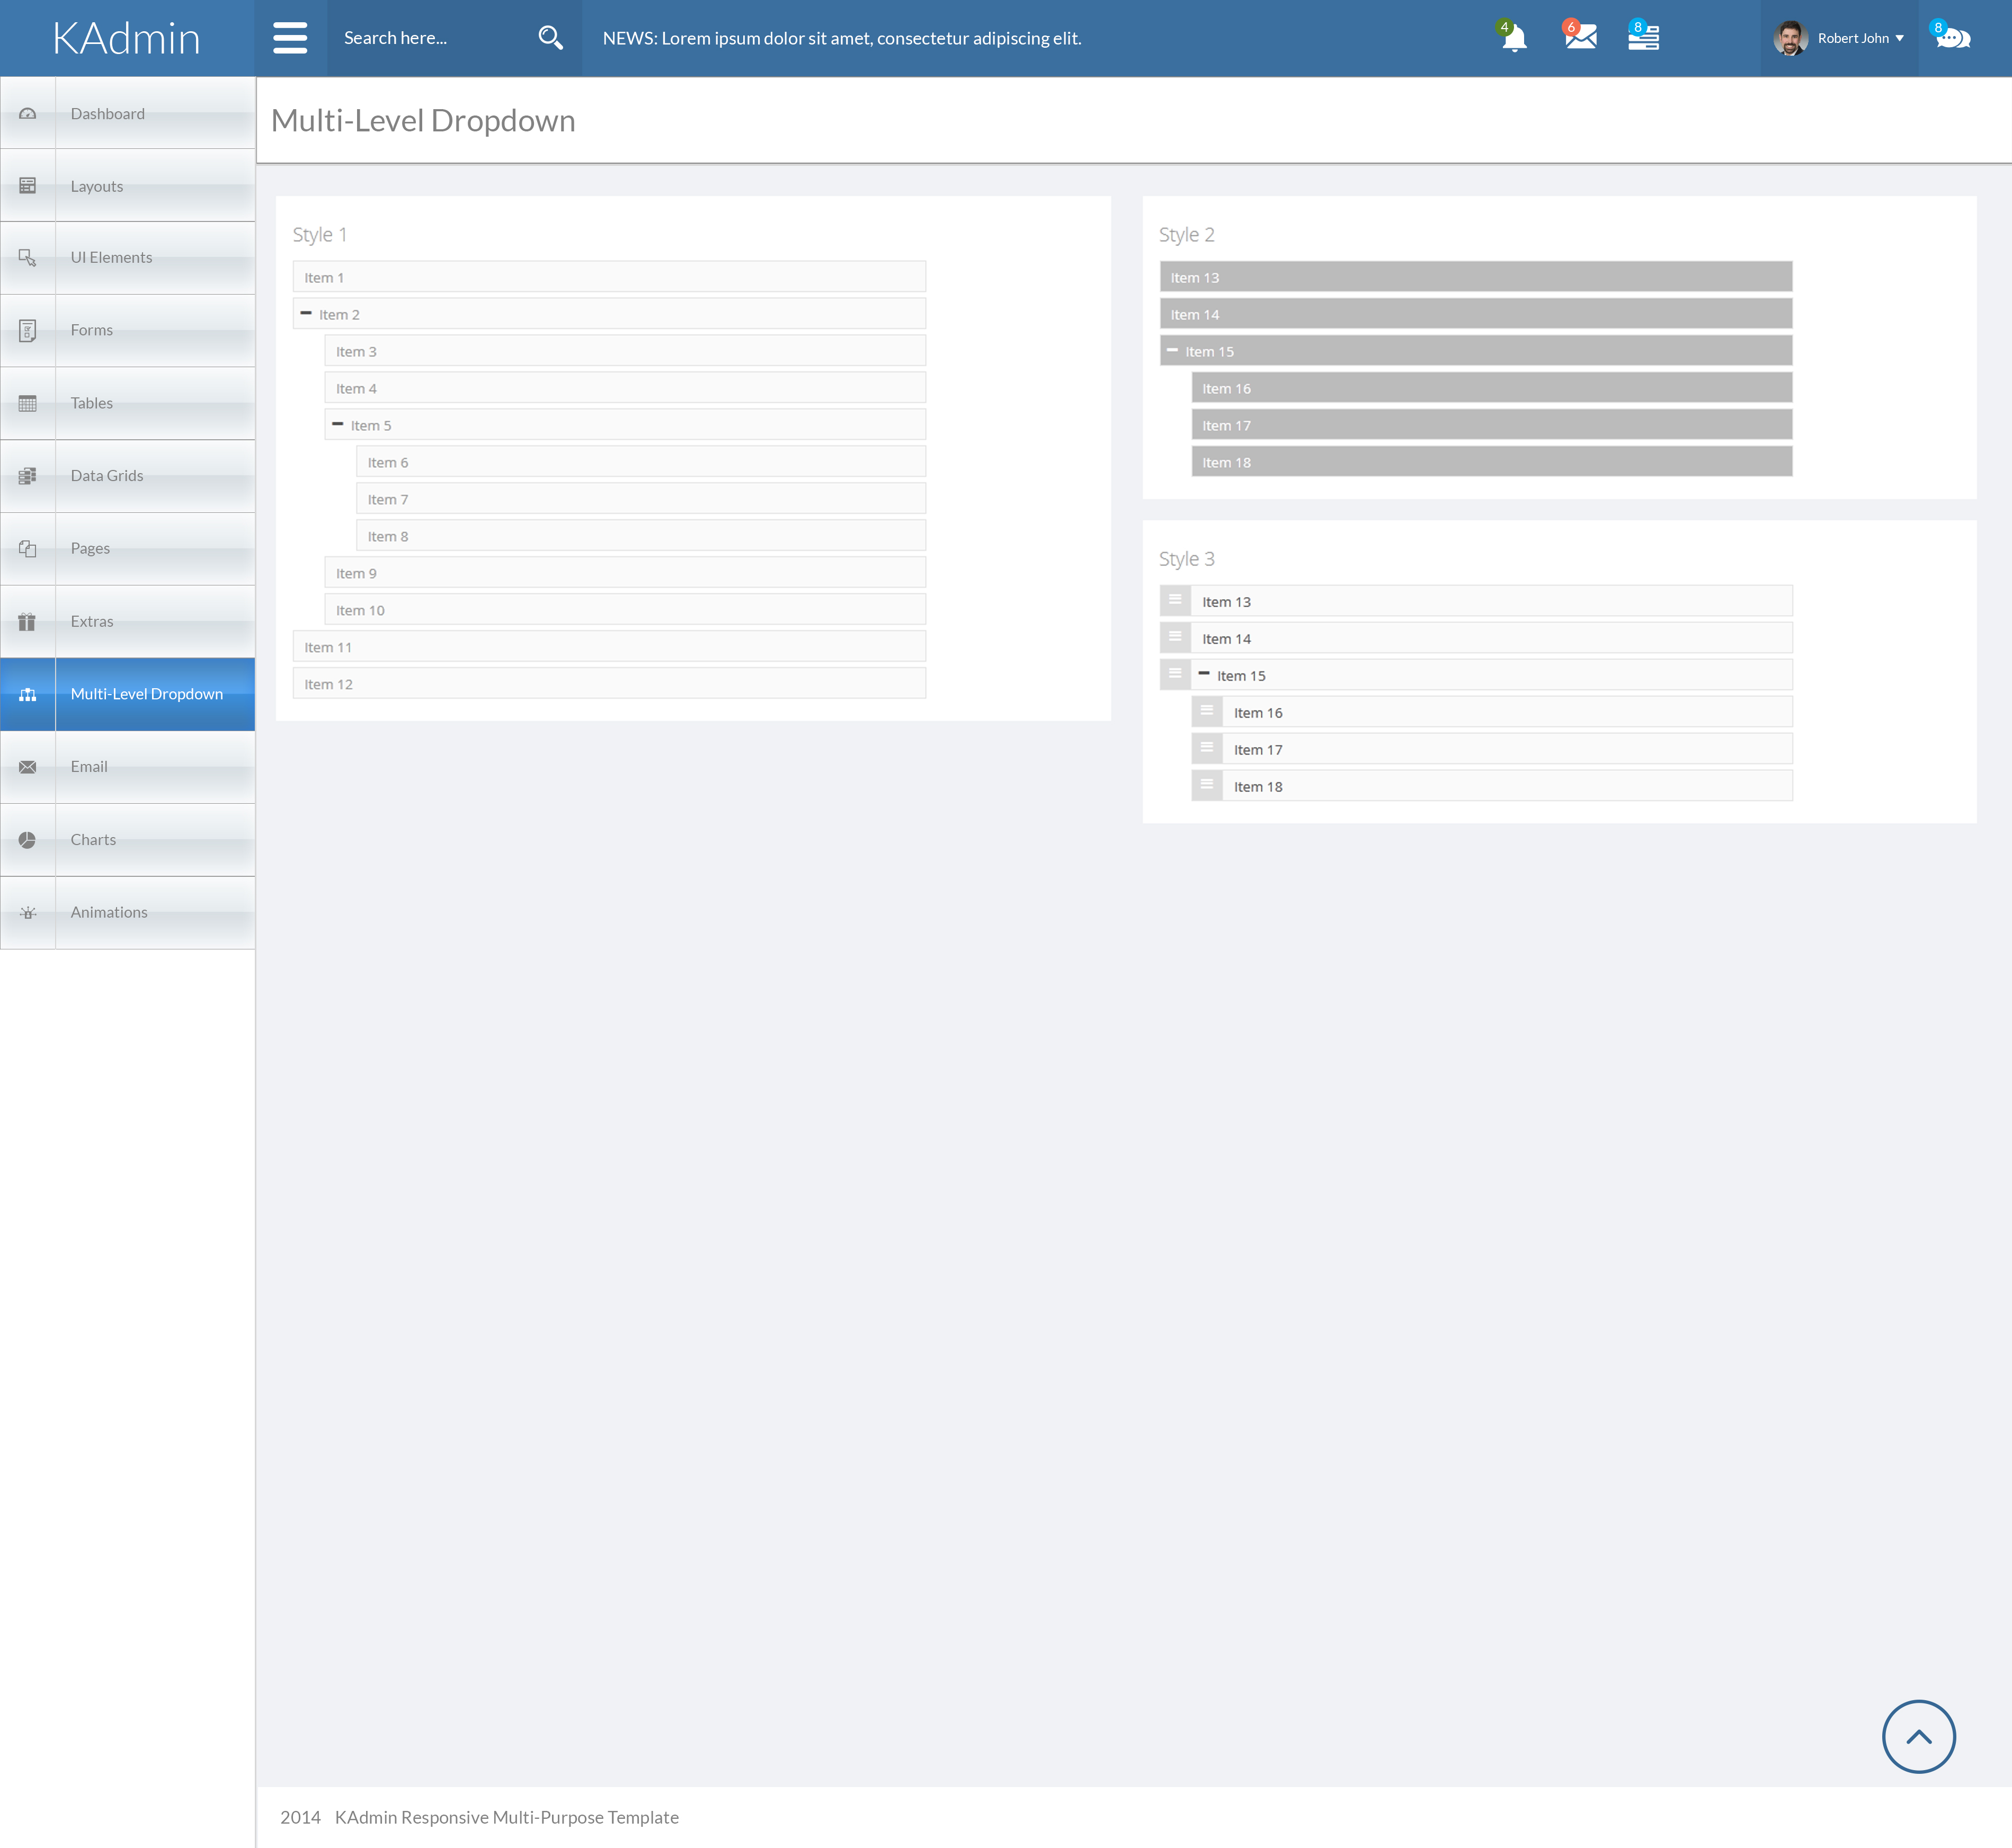 KAdmin
Search here...
NEWS: Lorem ipsum dolor sit amet, consectetur adipiscing elit.
4
6
8
Robert John
8
Dashboard
Layouts
UI Elements
Forms
Tables
Data Grids
Pages
Extras
Multi-Level Dropdown
Email
Charts
Animations
Multi-Level Dropdown
Style 1
Item 1
Item 2
Item 3
Item 4
Item 5
Item 6
Item 7
Item 8
Item 9
Item 10
Item 11
Item 12
Style 2
Item 13
Item 14
Item 15
Item 16
Item 17
Item 18
Style 3
Item 13
Item 14
Item 15
Item 16
Item 17
Item 18
2014 KAdmin Responsive Multi-Purpose Template